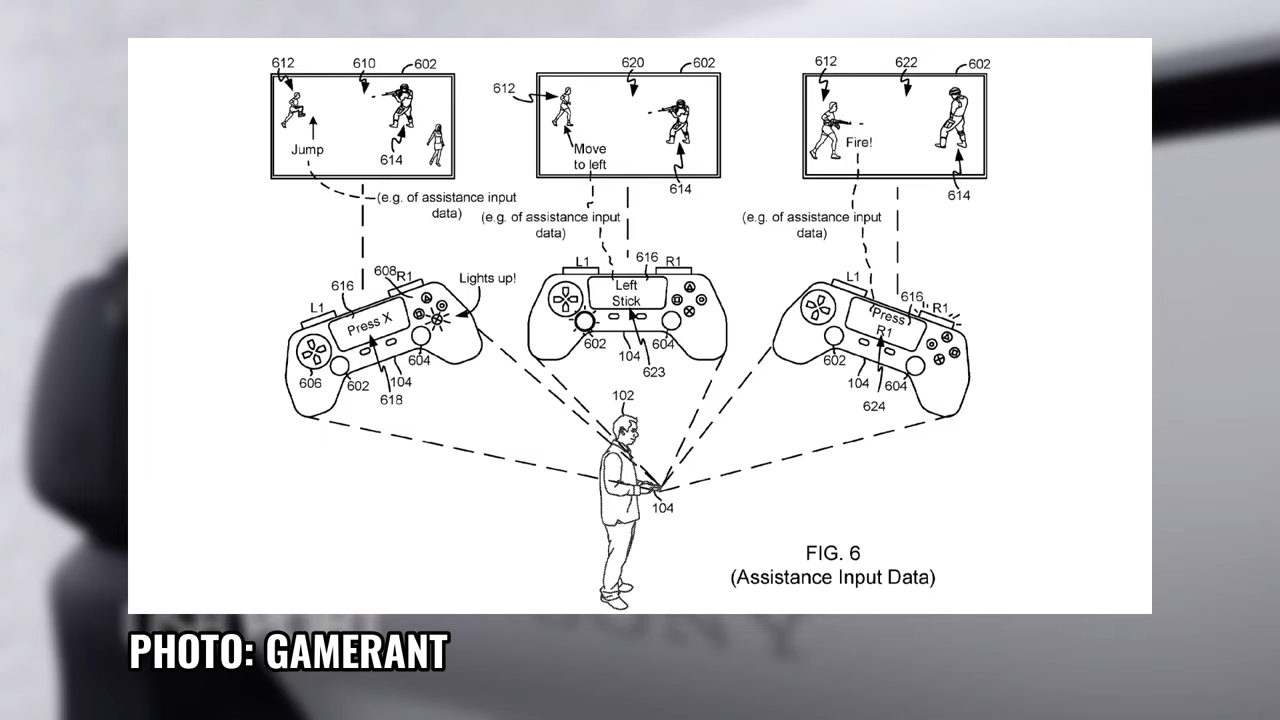 612
610
602
Jump
614
(e.g. of assistance input
data)
612
620
602
Move
to left
614
(e.g. of assistance input
data)
612
622
602
Fire!
614
(e.g. of assistance input
data)
L1
616
608
R1
Lights up!
Press X
606
602
104
604
618
L1
616
R1
Left
Stick
602
104
604
623
L1
616
R1
Press
R1
602
104
604
624
102
104
FIG. 6
(Assistance Input Data)
SONY
PHOTO: GAMERANT